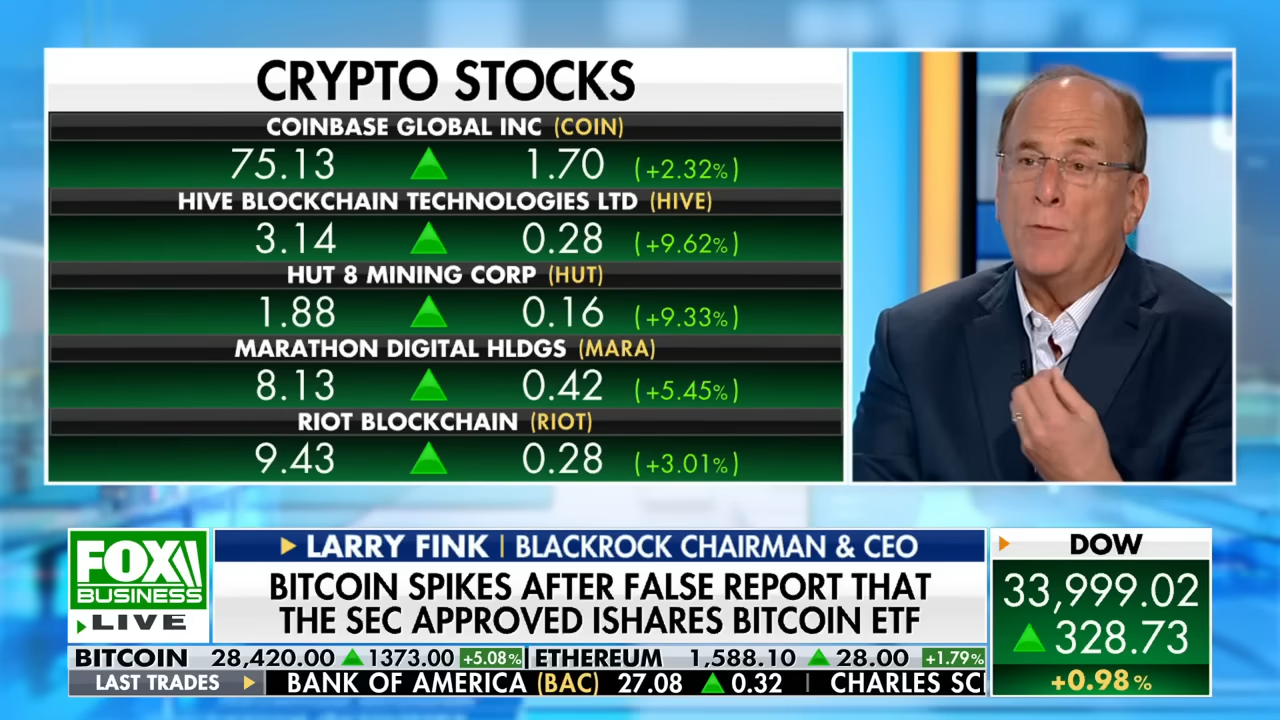 CRYPTO STOCKS
COINBASE GLOBAL INC (COIN)
75.13 ▲ 1.70 (+2.32%)
HIVE BLOCKCHAIN TECHNOLOGIES LTD (HIVE)
3.14 ▲ 0.28 (+9.62%)
HUT 8 MINING CORP (HUT)
1.88 ▲ 0.16 (+9.33%)
MARATHON DIGITAL HLDGS (MARA)
8.13 ▲ 0.42 (+5.45%)
RIOT BLOCKCHAIN (RIOT)
9.43 ▲ 0.28 (+3.01%)
FOX
BUSINESS
LIVE
LARRY FINK | BLACKROCK CHAIRMAN & CEO
BITCOIN SPIKES AFTER FALSE REPORT THAT
THE SEC APPROVED ISHARES BITCOIN ETF
DOW
33,999.02
▲ 328.73
+0.98%
BITCOIN 28,420.00 ▲ 1373.00 +5.08% ETHEREUM 1,588.10 ▲ 28.00 +1.79%
LAST TRADES BANK OF AMERICA (BAC) 27.08 ▲ 0.32 | CHARLES SC